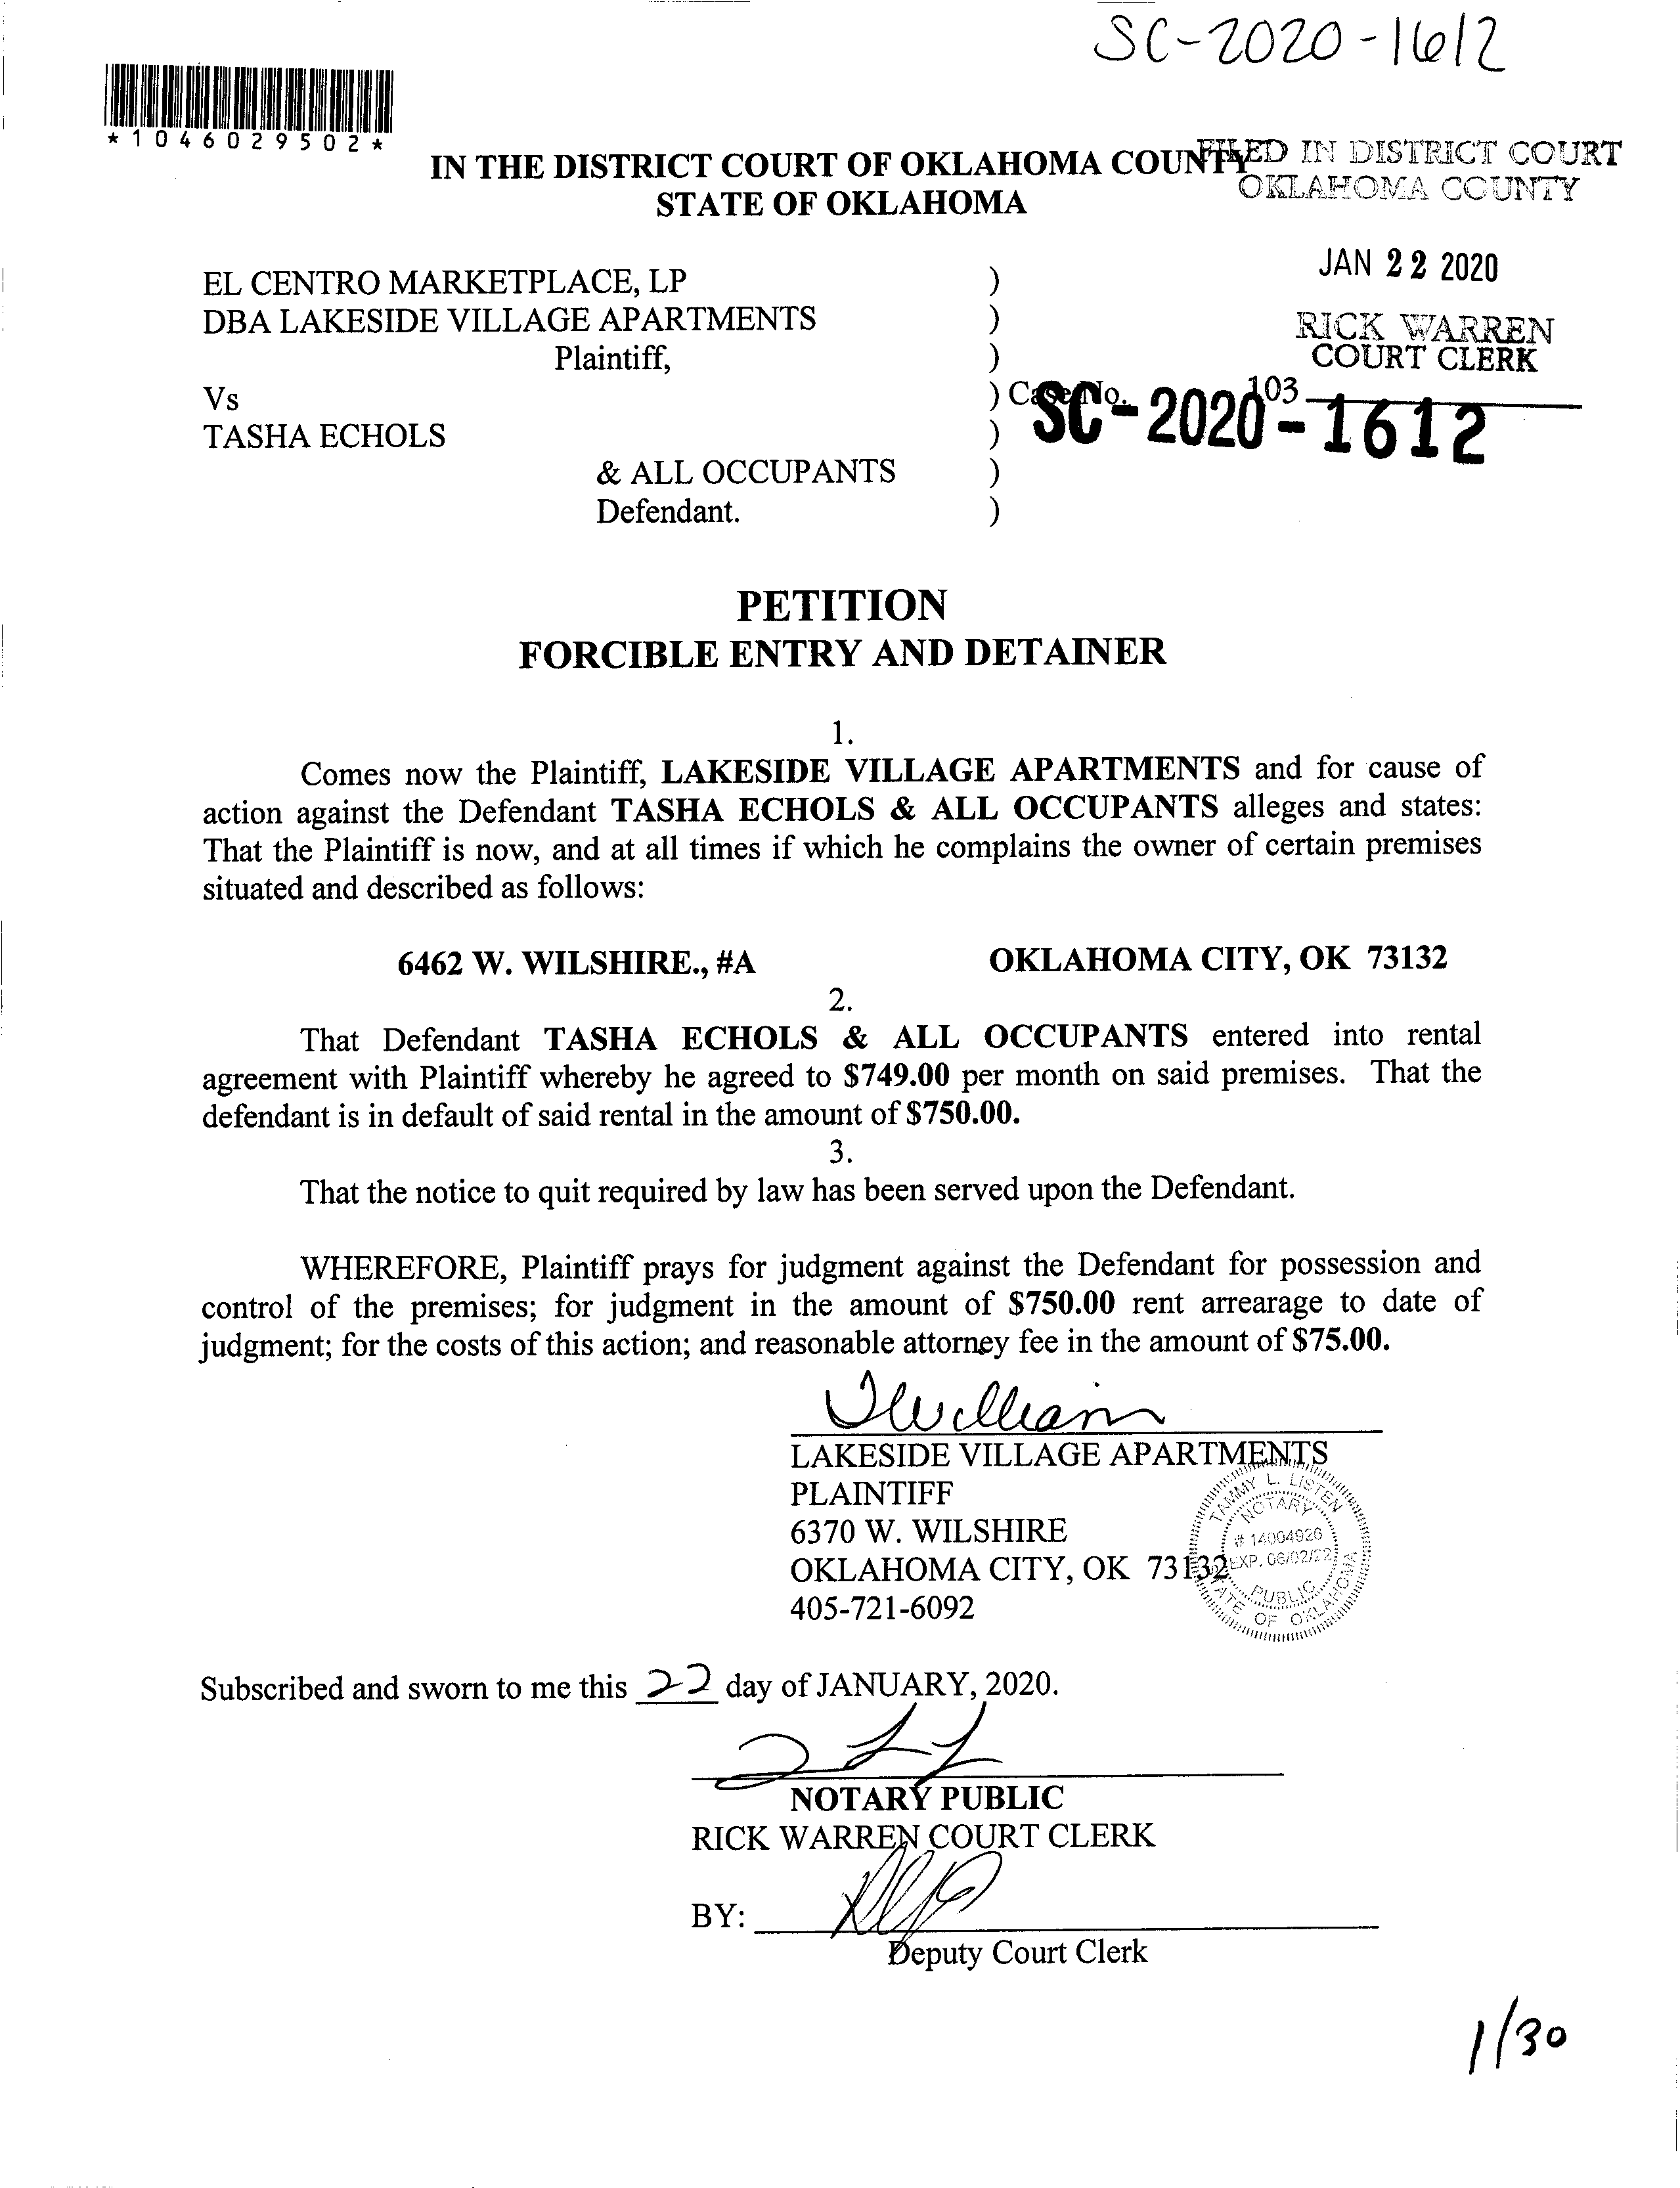 SC-2020-1612
*1046029502*
IN THE DISTRICT COURT OF OKLAHOMA COUNTY
STATE OF OKLAHOMA
FILED IN DISTRICT COURT
OKLAHOMA COUNTY
JAN 22 2020
RICK WARREN
COURT CLERK
103
EL CENTRO MARKETPLACE, LP )
DBA LAKESIDE VILLAGE APARTMENTS )
Plaintiff, )
Vs ) Case No. SC-2020-1612
TASHA ECHOLS )
& ALL OCCUPANTS )
Defendant. )
PETITION
FORCIBLE ENTRY AND DETAINER
1.
Comes now the Plaintiff, LAKESIDE VILLAGE APARTMENTS and for cause of
action against the Defendant TASHA ECHOLS & ALL OCCUPANTS alleges and states:
That the Plaintiff is now, and at all times if which he complains the owner of certain premises
situated and described as follows:
6462 W. WILSHIRE., #A OKLAHOMA CITY, OK 73132
2.
That Defendant TASHA ECHOLS & ALL OCCUPANTS entered into rental
agreement with Plaintiff whereby he agreed to $749.00 per month on said premises. That the
defendant is in default of said rental in the amount of $750.00.
3.
That the notice to quit required by law has been served upon the Defendant.
WHEREFORE, Plaintiff prays for judgment against the Defendant for possession and
control of the premises; for judgment in the amount of $750.00 rent arrearage to date of
judgment; for the costs of this action; and reasonable attorney fee in the amount of $75.00.
LAKESIDE VILLAGE APARTMENTS
PLAINTIFF
6370 W. WILSHIRE
OKLAHOMA CITY, OK 73132
405-721-6092
TAMMY L. LISTEN
NOTARY
# 14004926
EXP. 06/02/22
PUBLIC
STATE OF OKLAHOMA
Subscribed and sworn to me this 22 day of JANUARY, 2020.
NOTARY PUBLIC
RICK WARREN COURT CLERK
BY:
Deputy Court Clerk
1/30